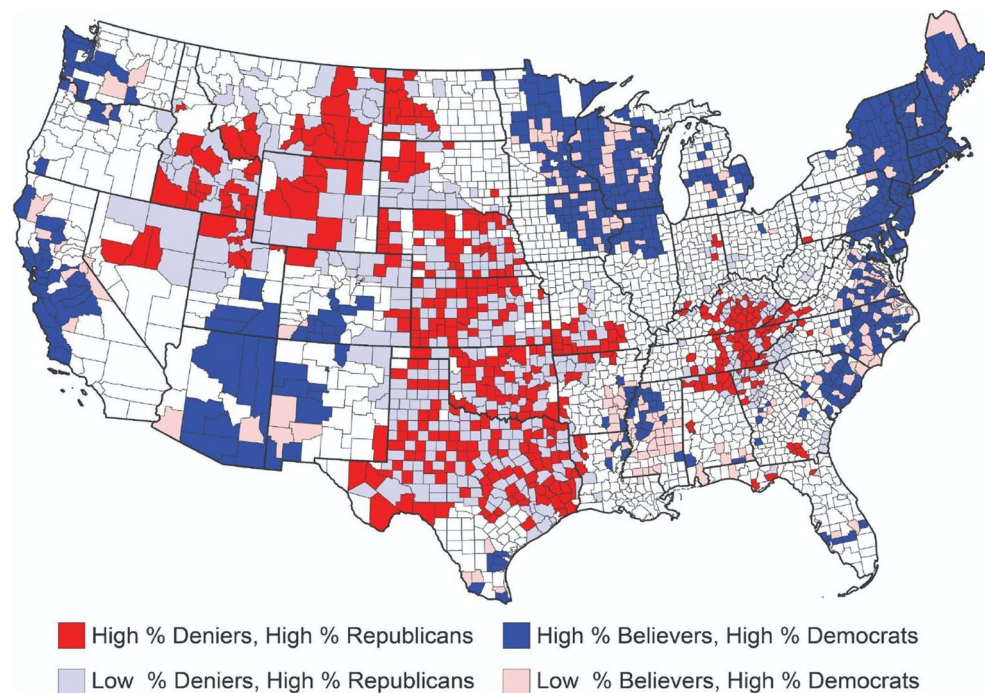 High % Deniers, High % Republicans
High % Believers, High % Democrats
Low % Deniers, High % Republicans
Low % Believers, High % Democrats